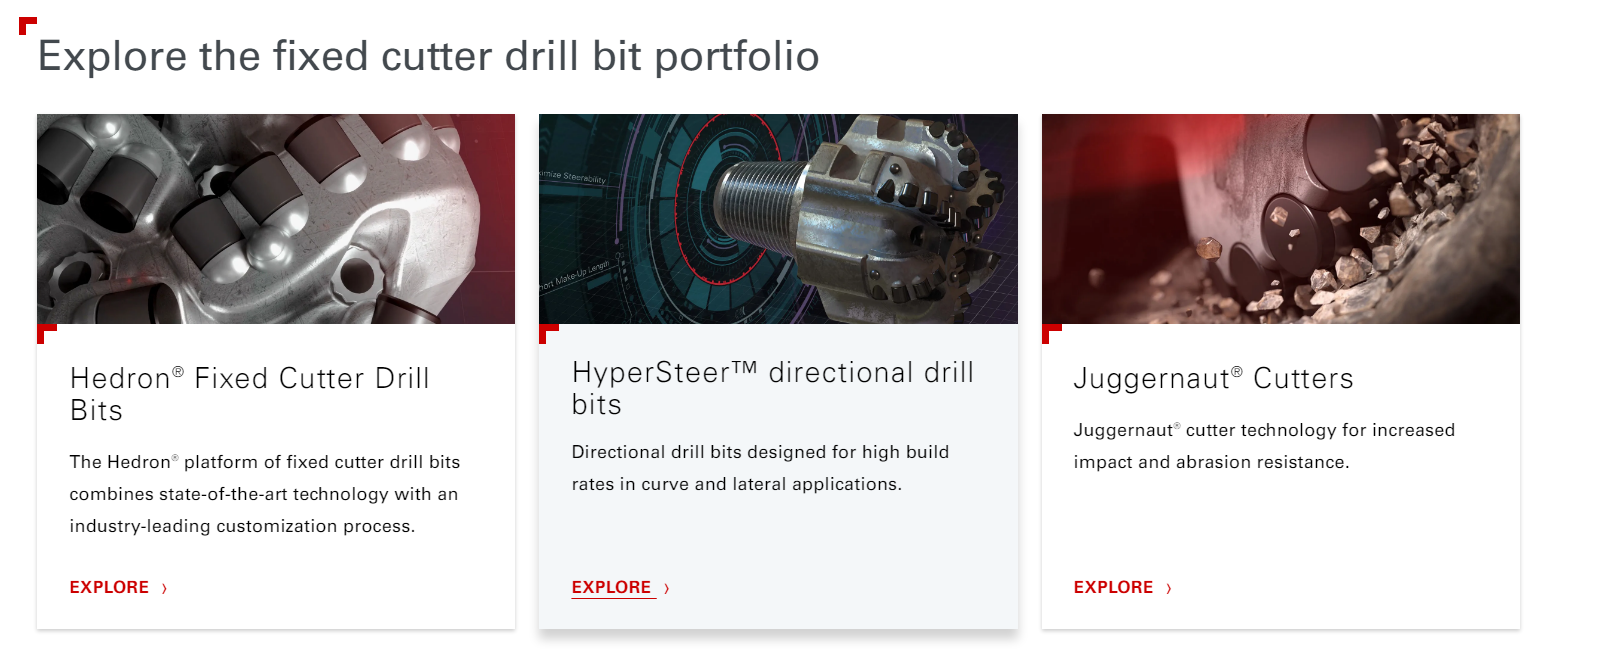 Explore the fixed cutter drill bit portfolio
ximize Steerability
hort Make-Up Length
Hedron® Fixed Cutter Drill
Bits
The Hedron® platform of fixed cutter drill bits
combines state-of-the-art technology with an
industry-leading customization process.
EXPLORE ›
HyperSteer™ directional drill
bits
Directional drill bits designed for high build
rates in curve and lateral applications.
EXPLORE ›
Juggernaut® Cutters
Juggernaut® cutter technology for increased
impact and abrasion resistance.
EXPLORE ›